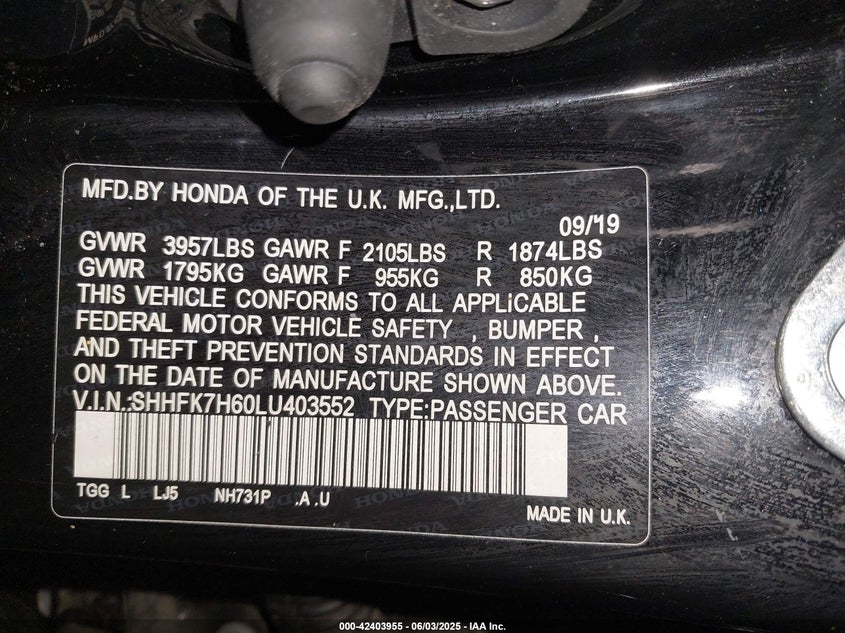 MFD.BY HONDA OF THE U.K. MFG.,LTD.
09/'19
GVWR 3957LBS GAWR F 2105LBS R 1874LBS
GVWR 1795KG GAWR F 955KG R 850KG
THIS VEHICLE CONFORMS TO ALL APPLICABLE
FEDERAL MOTOR VEHICLE SAFETY , BUMPER ,
AND THEFT PREVENTION STANDARDS IN EFFECT
ON THE DATE OF MANUFACTURE SHOWN ABOVE.
V.I.N.:SHHFK7H60LU403552 TYPE:PASSENGER CAR
TGG L LJ5 NH731P .A .U
MADE IN U.K.
000-42403955 - 06/03/2025 - IAA Inc.